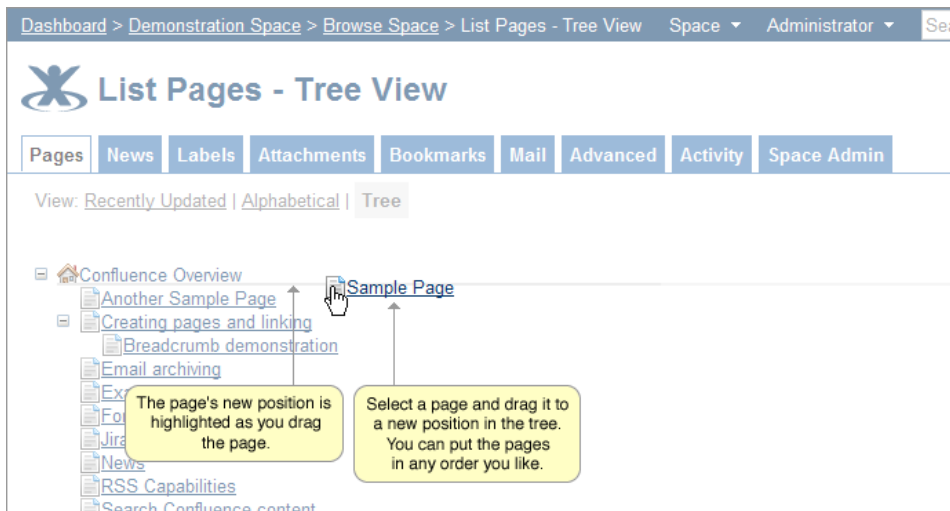 Dashboard > Demonstration Space > Browse Space > List Pages - Tree View Space Administrator
List Pages - Tree View
Pages News Labels Attachments Bookmarks Mail Advanced Activity Space Admin
View: Recently Updated | Alphabetical | Tree
Confluence Overview
Sample Page
Another Sample Page
Creating pages and linking
Breadcrumb demonstration
Email archiving
The page's new position is
highlighted as you drag
the page.
Select a page and drag it to
a new position in the tree.
You can put the pages
in any order you like.
News
RSS Capabilities
Search Confluence content